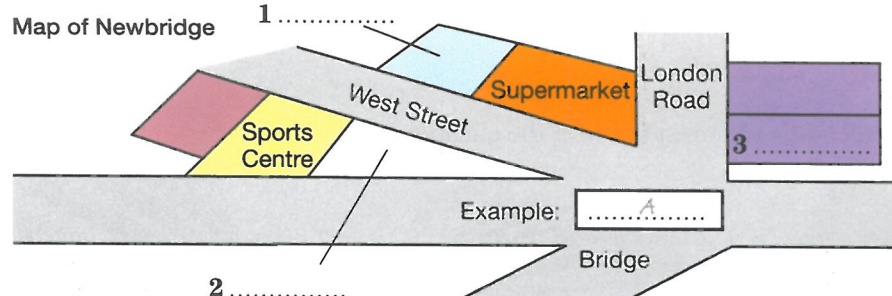 Map of Newbridge
1 ...............
West Street
Supermarket
London
Road
Sports
Centre
3 ...............
Example: ......A......
Bridge
2 ...............